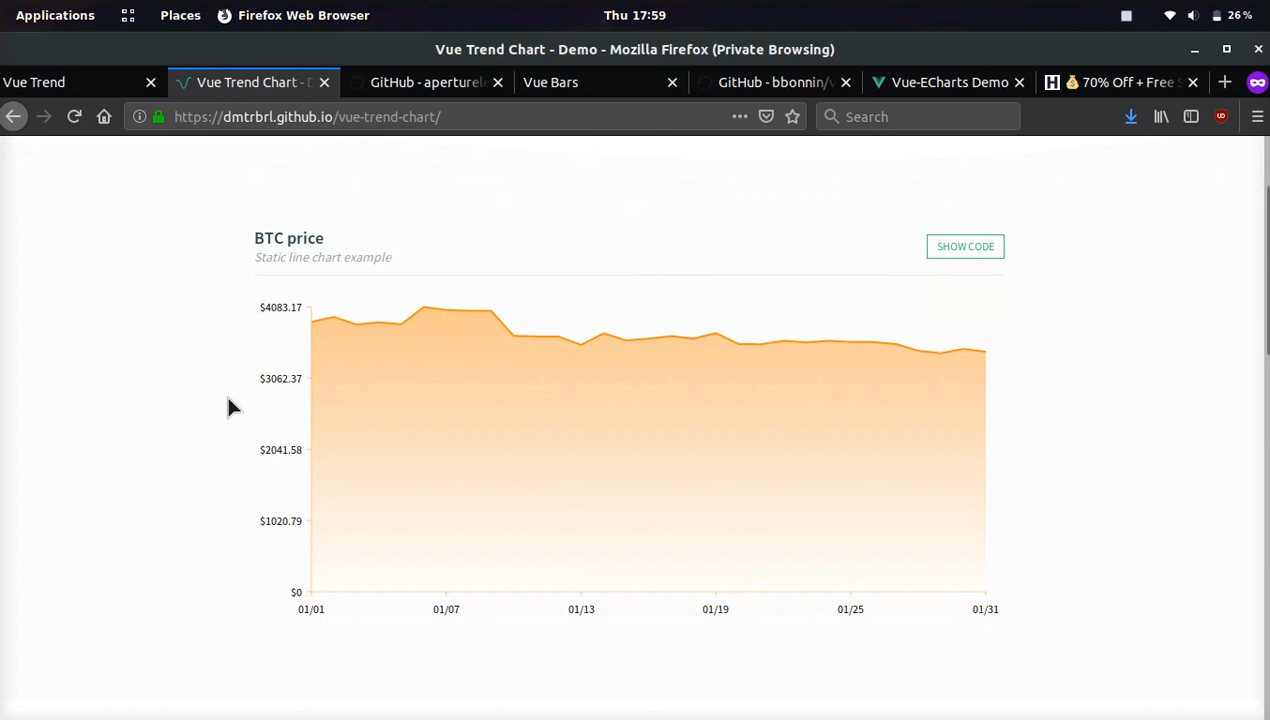 Applications Places Firefox Web Browser Thu 17:59 26%
Vue Trend Chart - Demo - Mozilla Firefox (Private Browsing)
Vue Trend Vue Trend Chart - GitHub - aperturele Vue Bars GitHub - bbonnin/v Vue-ECharts Demo H 💰 70% Off + Free
https://dmtrbrl.github.io/vue-trend-chart/ Search
BTC price
SHOW CODE
Static line chart example
$4083.17
$3062.37
$2041.58
$1020.79
$0
01/01 01/07 01/13 01/19 01/25 01/31